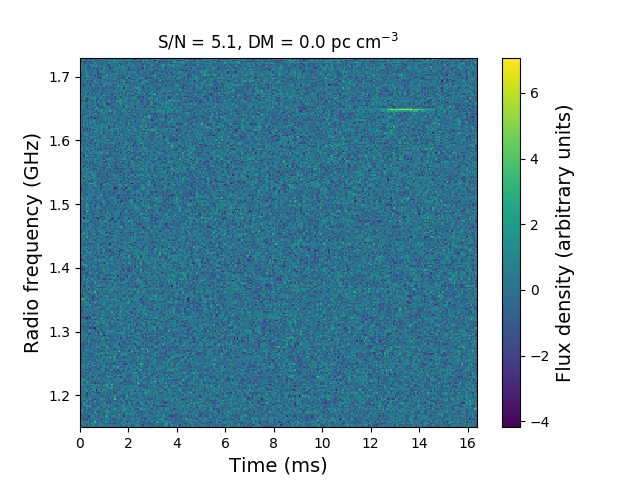 S/N = 5.1, DM = 0.0 pc cm⁻³
Radio frequency (GHz)
1.7
1.6
1.5
1.4
1.3
1.2
0 2 4 6 8 10 12 14 16
Time (ms)
6
4
2
0
−2
−4
Flux density (arbitrary units)